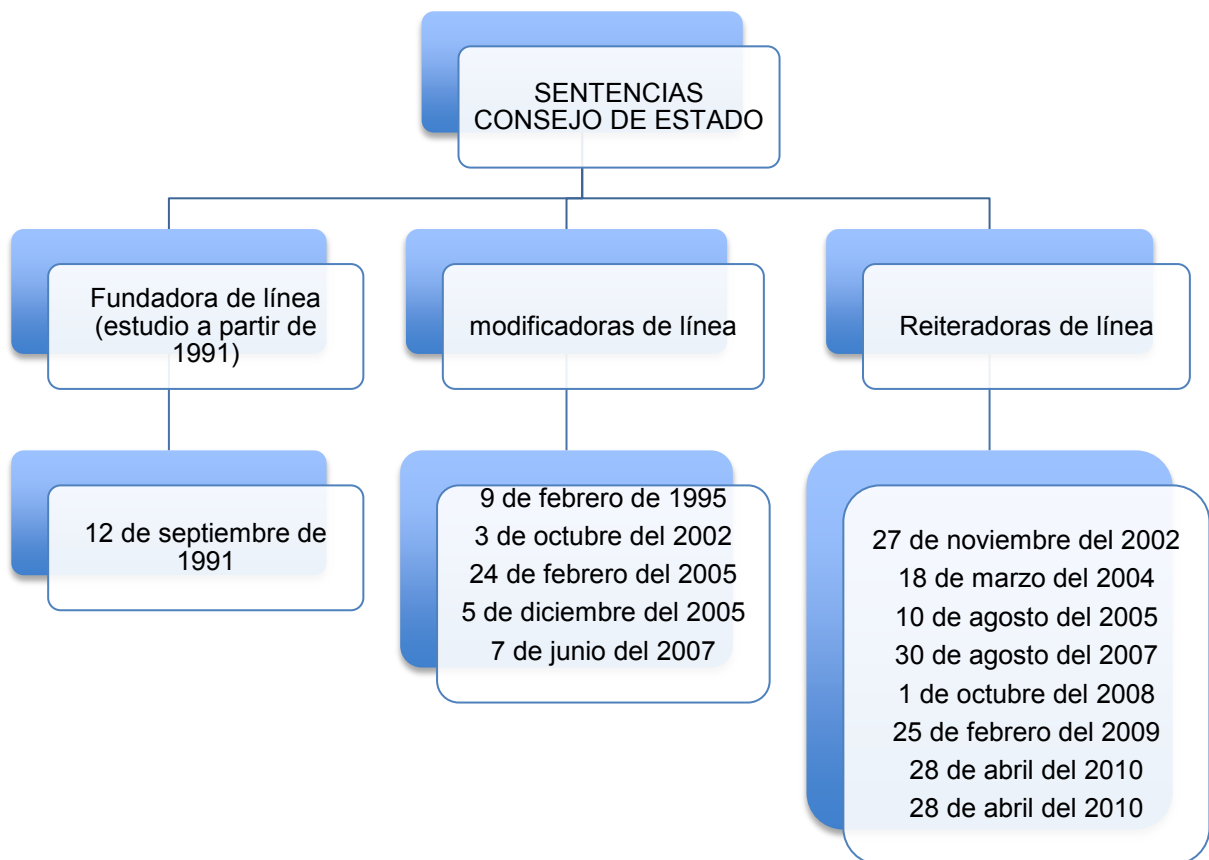 SENTENCIAS
CONSEJO DE ESTADO
Fundadora de línea
(estudio a partir de
1991)
12 de septiembre de
1991
modificadoras de línea
9 de febrero de 1995
3 de octubre del 2002
24 de febrero del 2005
5 de diciembre del 2005
7 de junio del 2007
Reiteradoras de línea
27 de noviembre del 2002
18 de marzo del 2004
10 de agosto del 2005
30 de agosto del 2007
1 de octubre del 2008
25 de febrero del 2009
28 de abril del 2010
28 de abril del 2010